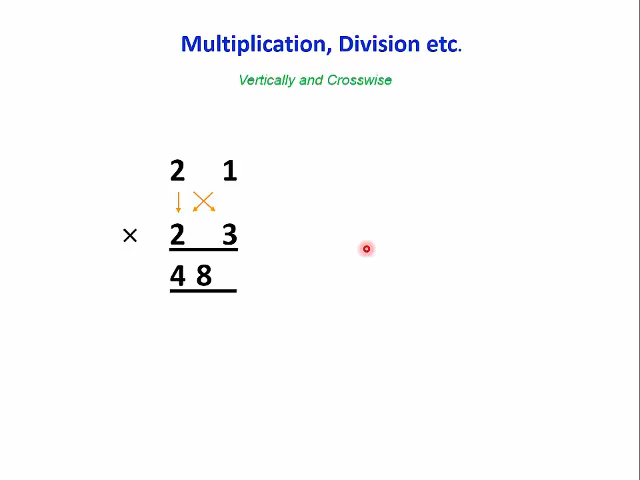 Multiplication, Division etc.
Vertically and Crosswise
2 1
× 2 3
4 8